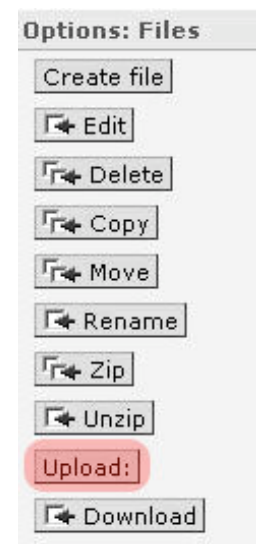 Options: Files
Create file
Edit
Delete
Copy
Move
Rename
Zip
Unzip
Upload:
Download